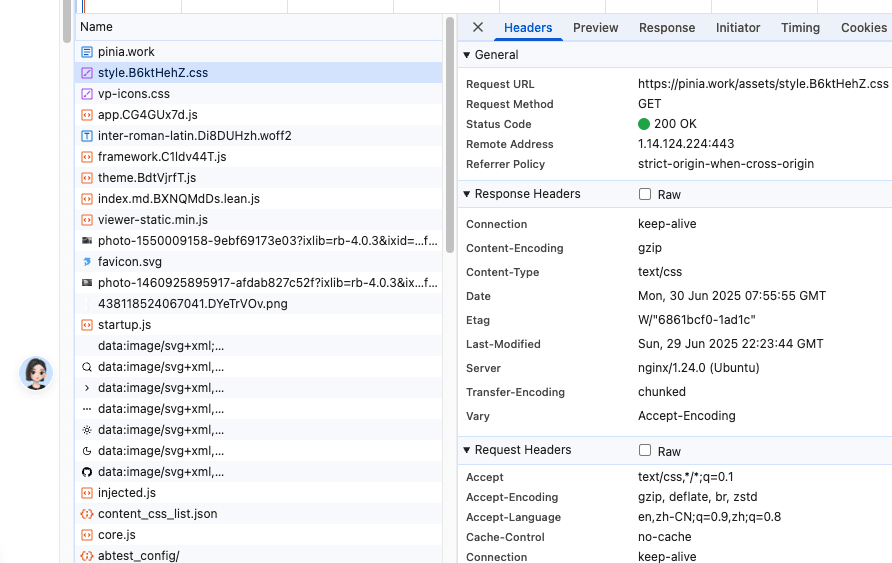 Name
pinia.work
style.B6ktHehZ.css
vp-icons.css
app.CG4GUx7d.js
inter-roman-latin.Di8DUHzh.woff2
framework.C1ldv44T.js
theme.BdtVjrfT.js
index.md.BXNQMdDs.lean.js
viewer-static.min.js
photo-1550009158-9ebf69173e03?ixlib=rb-4.0.3&ixid=...f...
favicon.svg
photo-1460925895917-afdab827c52f?ixlib=rb-4.0.3&ix...f...
438118524067041.DYeTrVOv.png
startup.js
data:image/svg+xml;...
data:image/svg+xml,...
data:image/svg+xml,...
data:image/svg+xml,...
data:image/svg+xml,...
data:image/svg+xml,...
data:image/svg+xml,...
injected.js
content_css_list.json
core.js
abtest_config/
Headers Preview Response Initiator Timing Cookies
General
Request URL https://pinia.work/assets/style.B6ktHehZ.css
Request Method GET
Status Code 200 OK
Remote Address 1.14.124.224:443
Referrer Policy strict-origin-when-cross-origin
Response Headers Raw
Connection keep-alive
Content-Encoding gzip
Content-Type text/css
Date Mon, 30 Jun 2025 07:55:55 GMT
Etag W/"6861bcf0-1ad1c"
Last-Modified Sun, 29 Jun 2025 22:23:44 GMT
Server nginx/1.24.0 (Ubuntu)
Transfer-Encoding chunked
Vary Accept-Encoding
Request Headers Raw
Accept text/css,*/*;q=0.1
Accept-Encoding gzip, deflate, br, zstd
Accept-Language en,zh-CN;q=0.9,zh;q=0.8
Cache-Control no-cache
Connection keep-alive